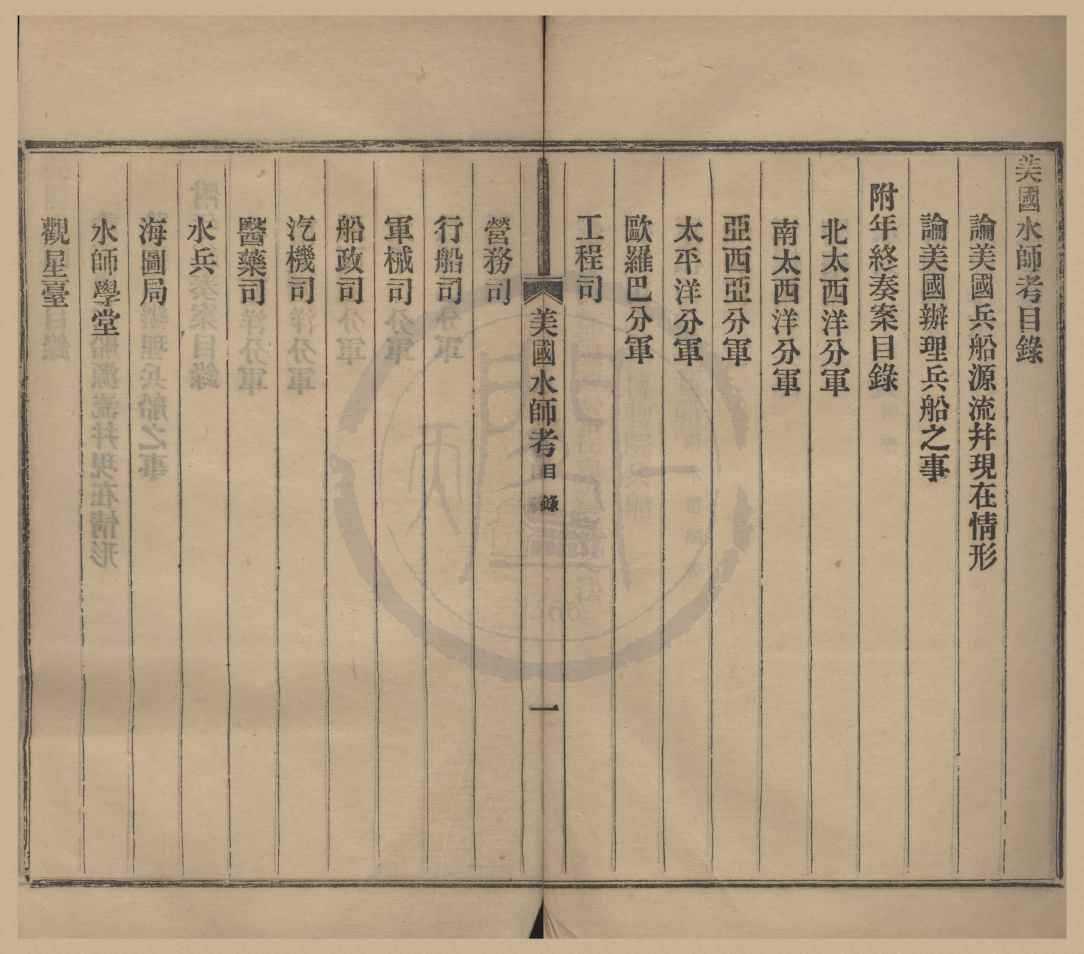 美國水師考目錄
論美國兵船源流幷現在情形
論美國辦理兵船之事
附年終奏案目錄
北太西洋分軍
南太西洋分軍
亞西亞分軍
太平洋分軍
歐羅巴分軍
工程司
美國水師考 目錄 一
營務司
行船司
軍械司
船政司
汽機司
醫藥司
水兵
海圖局
水師學堂
觀星臺